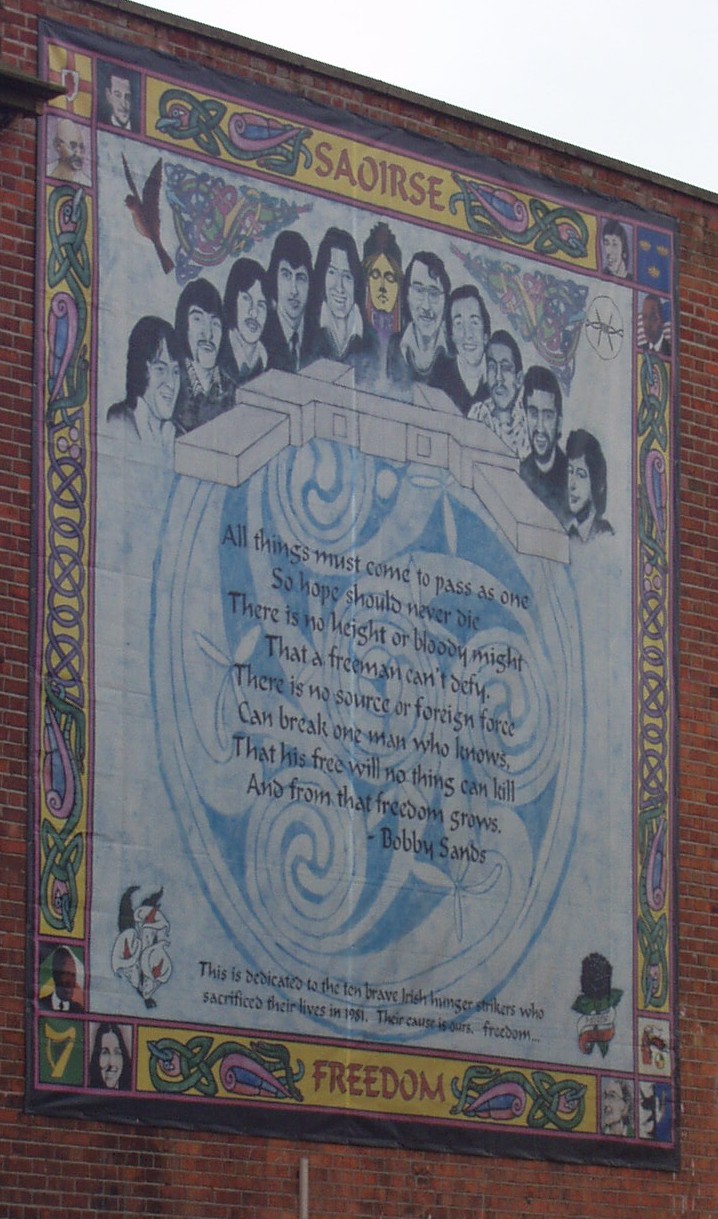 SAOIRSE
All things must come to pass as one
So hope should never die
There is no height or bloody might
That a freeman can't defy.
There is no source or foreign force
Can break one man who knows,
That his free will no thing can kill
And from that freedom grows.
- Bobby Sands
This is dedicated to the ten brave Irish hunger strikers who
sacrificed their lives in 1981. Their cause is ours. freedom...
FREEDOM